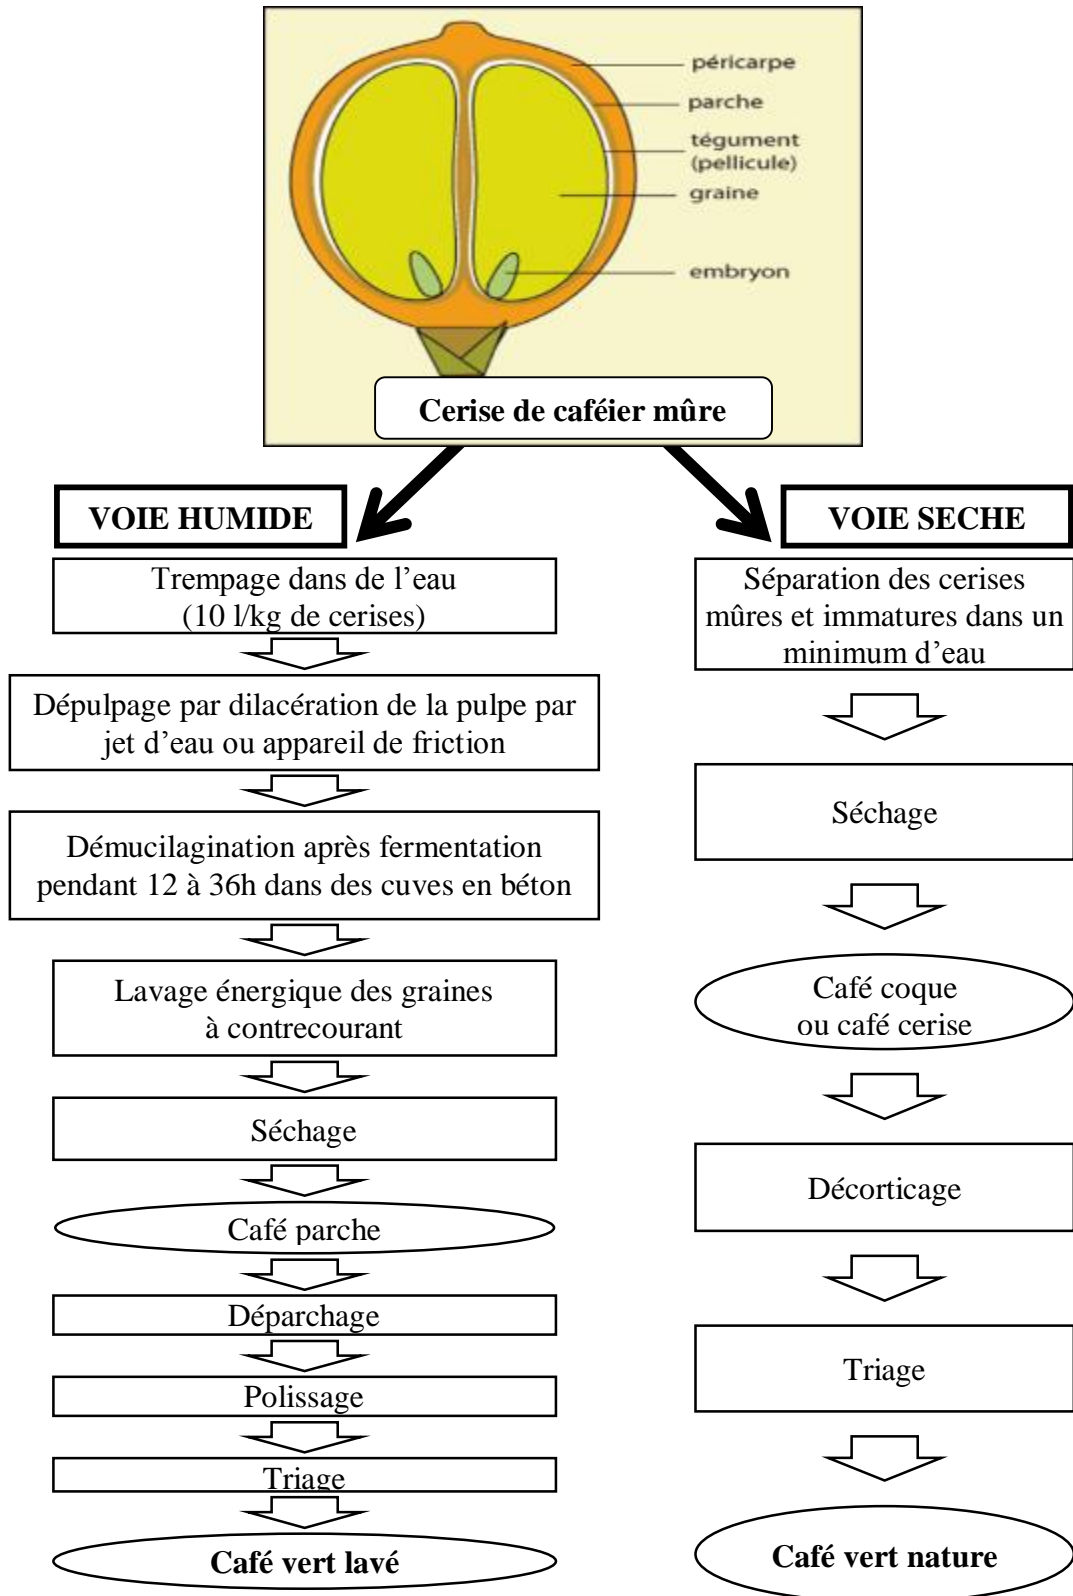 péricarpe
parche
tégument
(pellicule)
graine
embryon
Cerise de caféier mûre
VOIE HUMIDE
Trempage dans de l’eau
(10 l/kg de cerises)
Dépulpage par dilacération de la pulpe par
jet d’eau ou appareil de friction
Démucilagination après fermentation
pendant 12 à 36h dans des cuves en béton
Lavage énergique des graines
à contrecourant
Séchage
Café parche
Déparchage
Polissage
Triage
Café vert lavé
VOIE SECHE
Séparation des cerises
mûres et immatures dans un
minimum d’eau
Séchage
Café coque
ou café cerise
Décorticage
Triage
Café vert nature